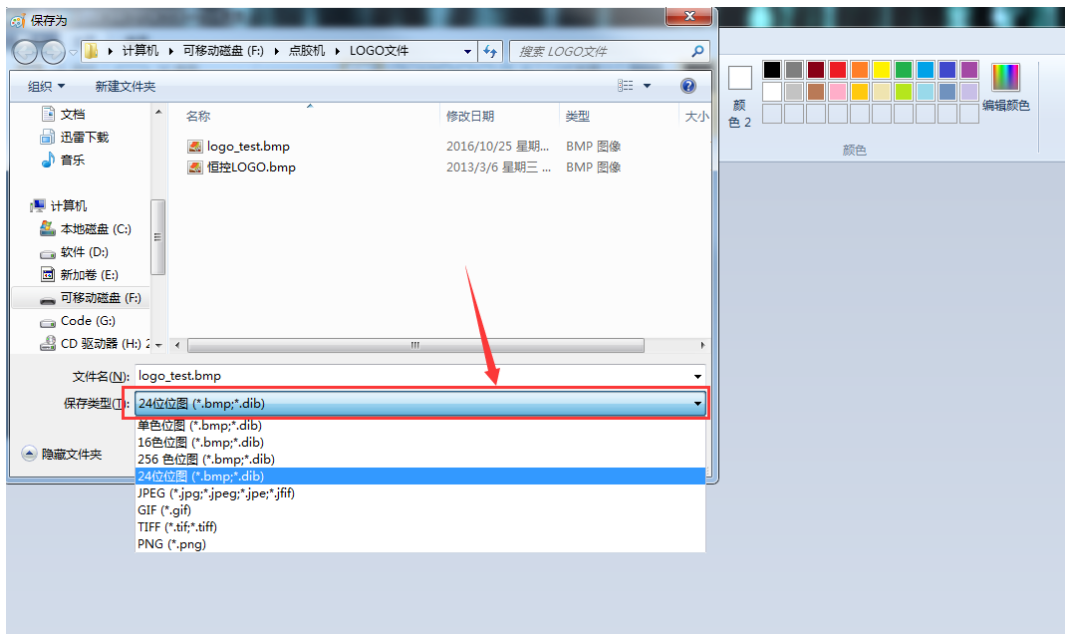 保存为
计算机 ▸ 可移动磁盘 (F:) ▸ 点胶机 ▸ LOGO文件
搜索 LOGO文件
组织 新建文件夹
文档
迅雷下载
音乐
计算机
本地磁盘 (C:)
软件 (D:)
新加卷 (E:)
可移动磁盘 (F:)
Code (G:)
CD 驱动器 (H:) 2
名称 修改日期 类型 大小
logo_test.bmp 2016/10/25 星期... BMP 图像
恒控LOGO.bmp 2013/3/6 星期三 ... BMP 图像
文件名(N): logo_test.bmp
保存类型(T): 24位位图 (*.bmp;*.dib)
单色位图 (*.bmp;*.dib)
16色位图 (*.bmp;*.dib)
256 色位图 (*.bmp;*.dib)
24位位图 (*.bmp;*.dib)
JPEG (*.jpg;*.jpeg;*.jpe;*.jfif)
GIF (*.gif)
TIFF (*.tif;*.tiff)
PNG (*.png)
隐藏文件夹
颜
色 2
编辑颜色
颜色